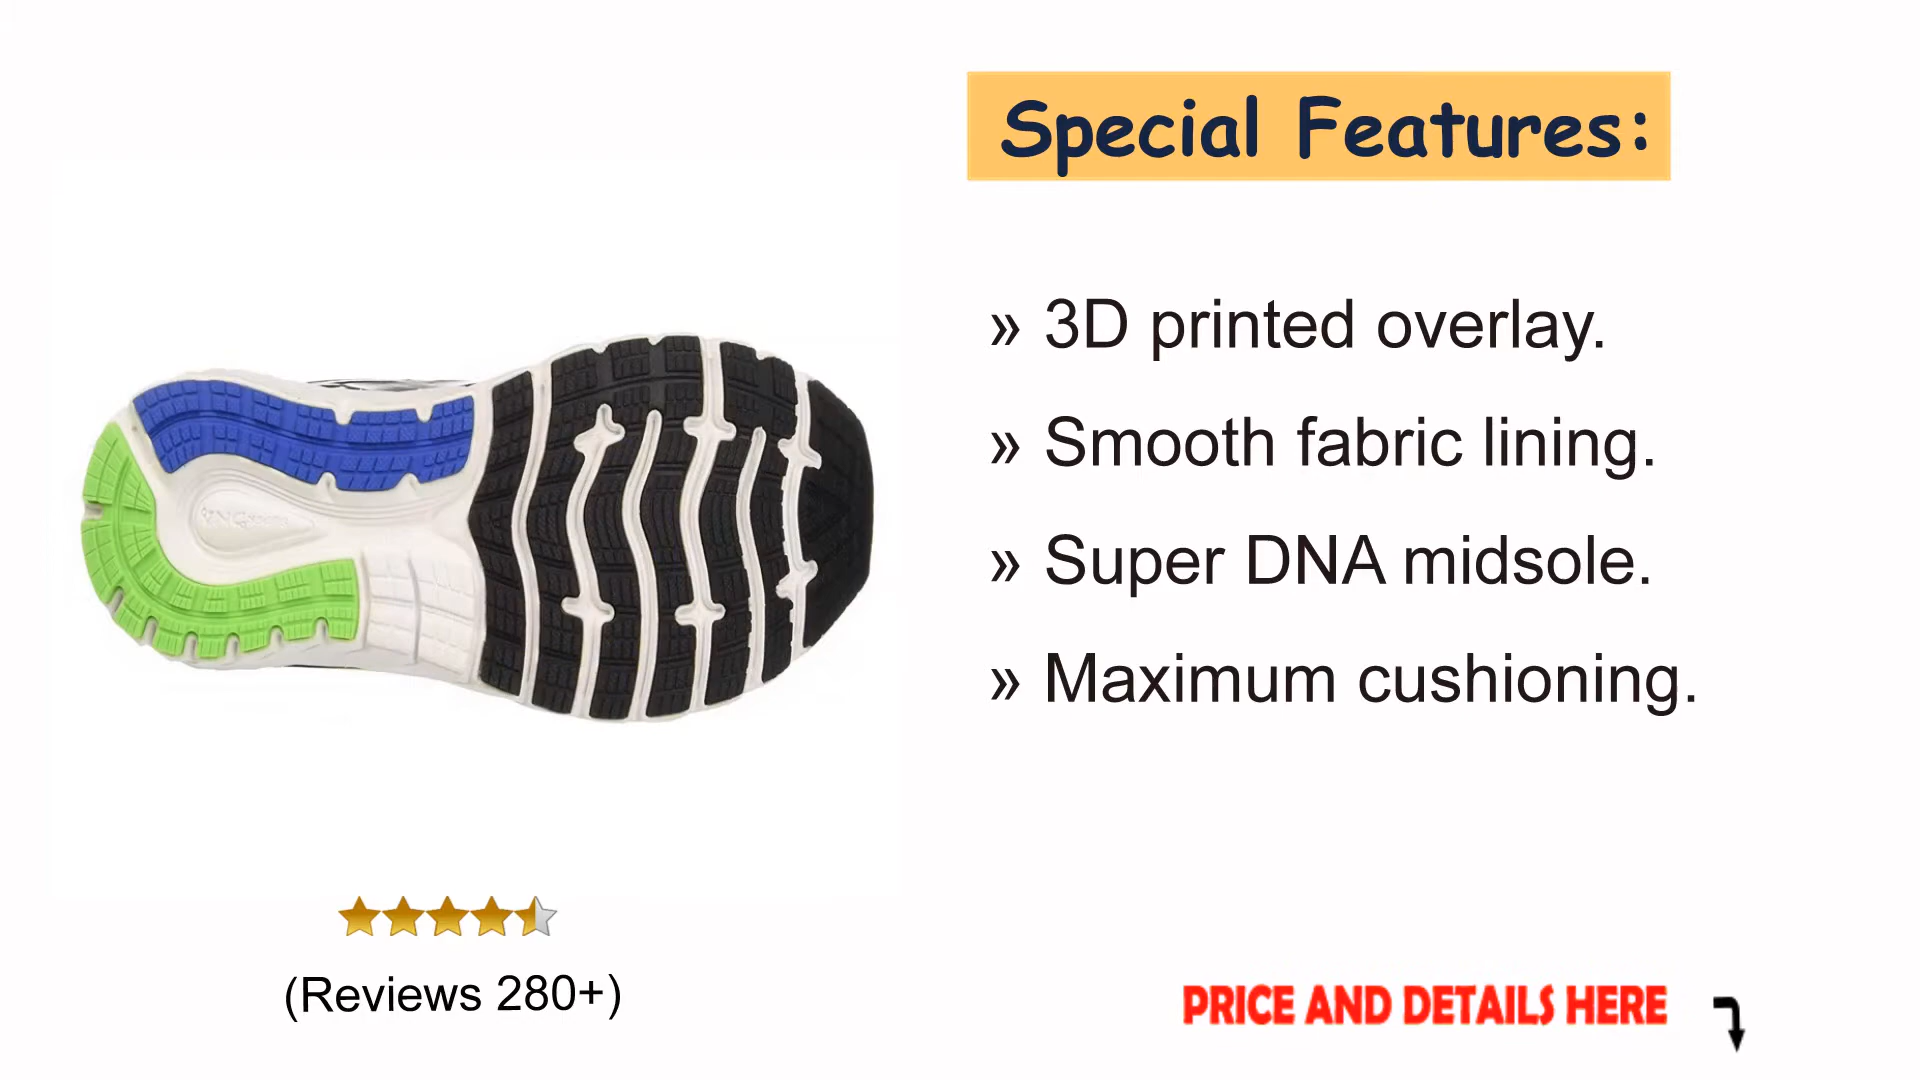 Special Features:
» 3D printed overlay.
» Smooth fabric lining.
» Super DNA midsole.
» Maximum cushioning.
(Reviews 280+)
PRICE AND DETAILS HERE